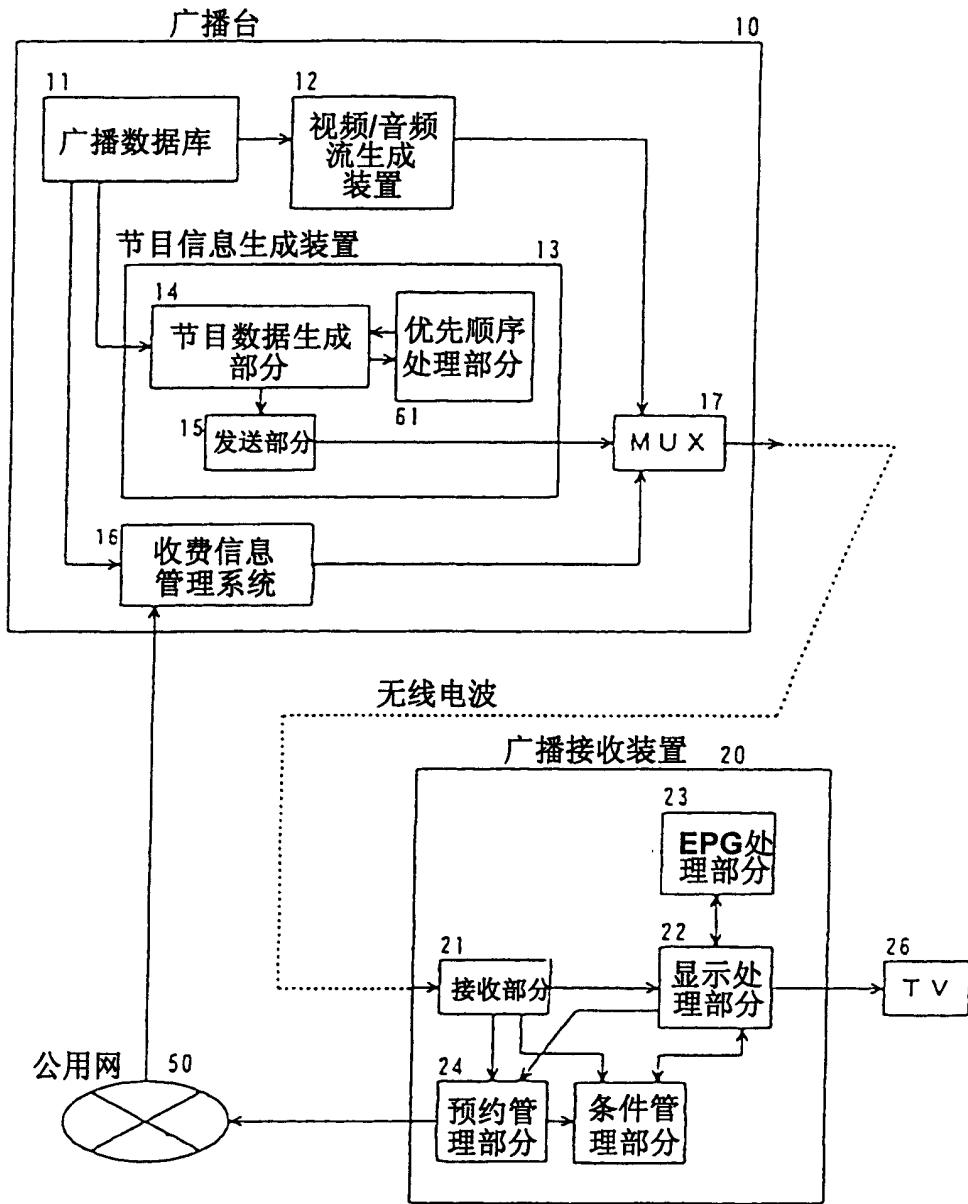 广播台
10
11
广播数据库
12
视频/音频
流生成
装置
节目信息生成装置
13
14
节目数据生成
部分
优先顺序
处理部分
61
15
发送部分
17
MUX
16
收费信息
管理系统
无线电波
广播接收装置
20
23
EPG处
理部分
21
接收部分
22
显示处
理部分
26
TV
公用网
50
24
预约管
理部分
条件管
理部分